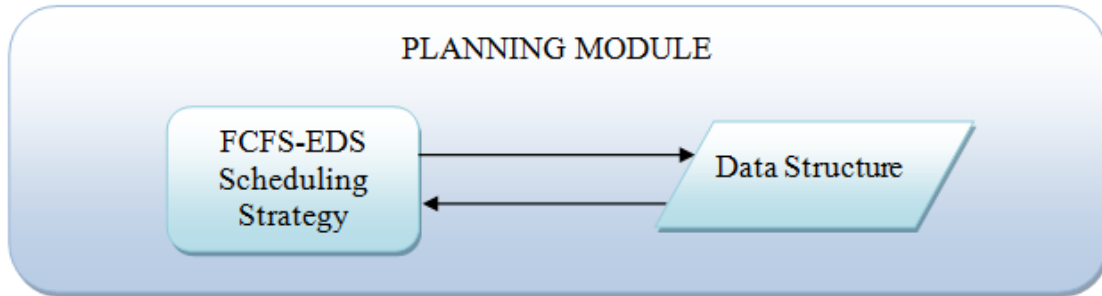 PLANNING MODULE
FCFS-EDS
Scheduling
Strategy
Data Structure